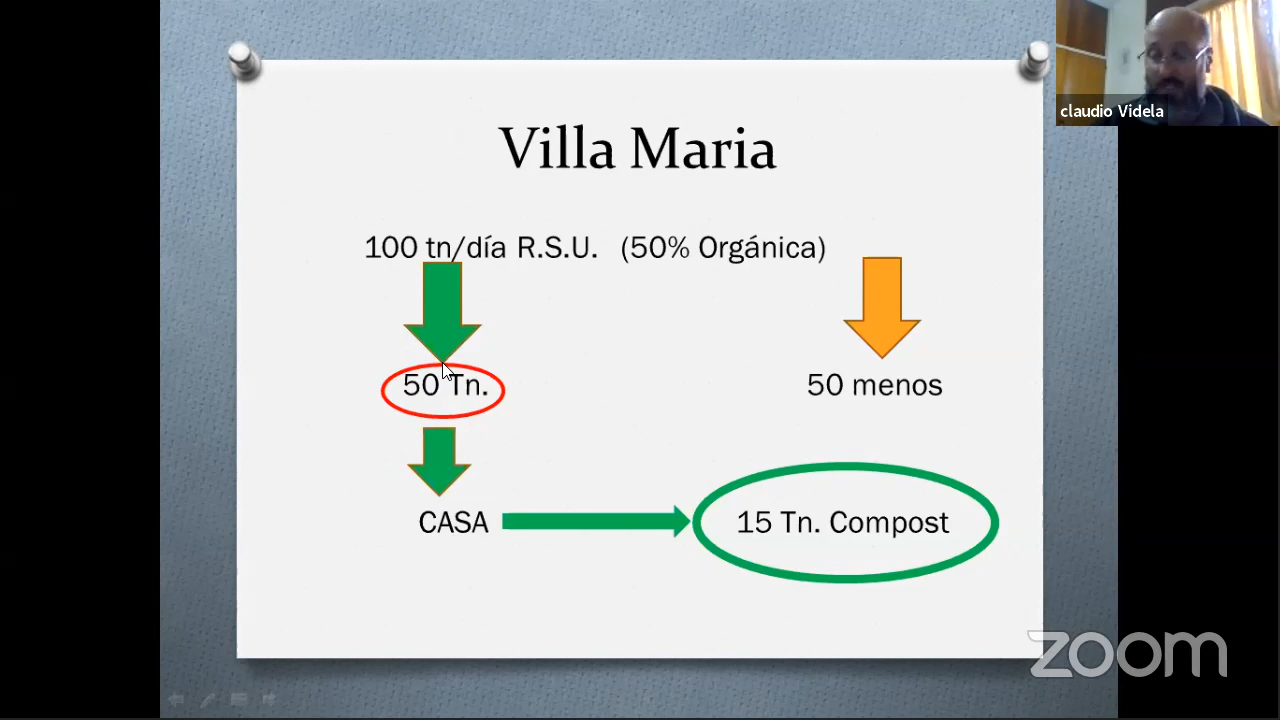 claudio Videla
Villa Maria
100 tn/día R.S.U. (50% Orgánica)
50 Tn.
50 menos
CASA
15 Tn. Compost
zoom